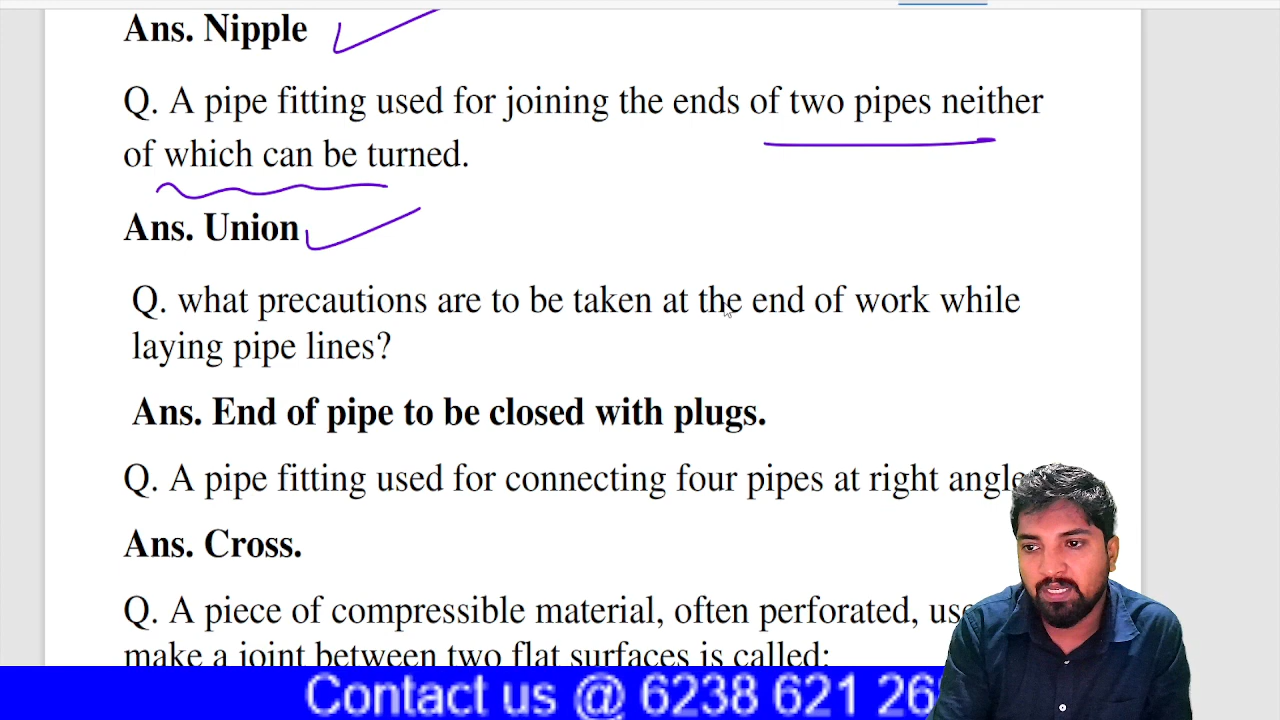 Ans. Nipple
Q. A pipe fitting used for joining the ends of two pipes neither
of which can be turned.
Ans. Union
Q. what precautions are to be taken at the end of work while
laying pipe lines?
Ans. End of pipe to be closed with plugs.
Q. A pipe fitting used for connecting four pipes at right
Ans. Cross.
Q. A piece of compressible material, often perforated,
make a joint between two flat surfaces is called:
Contact us @ 6238 621 26